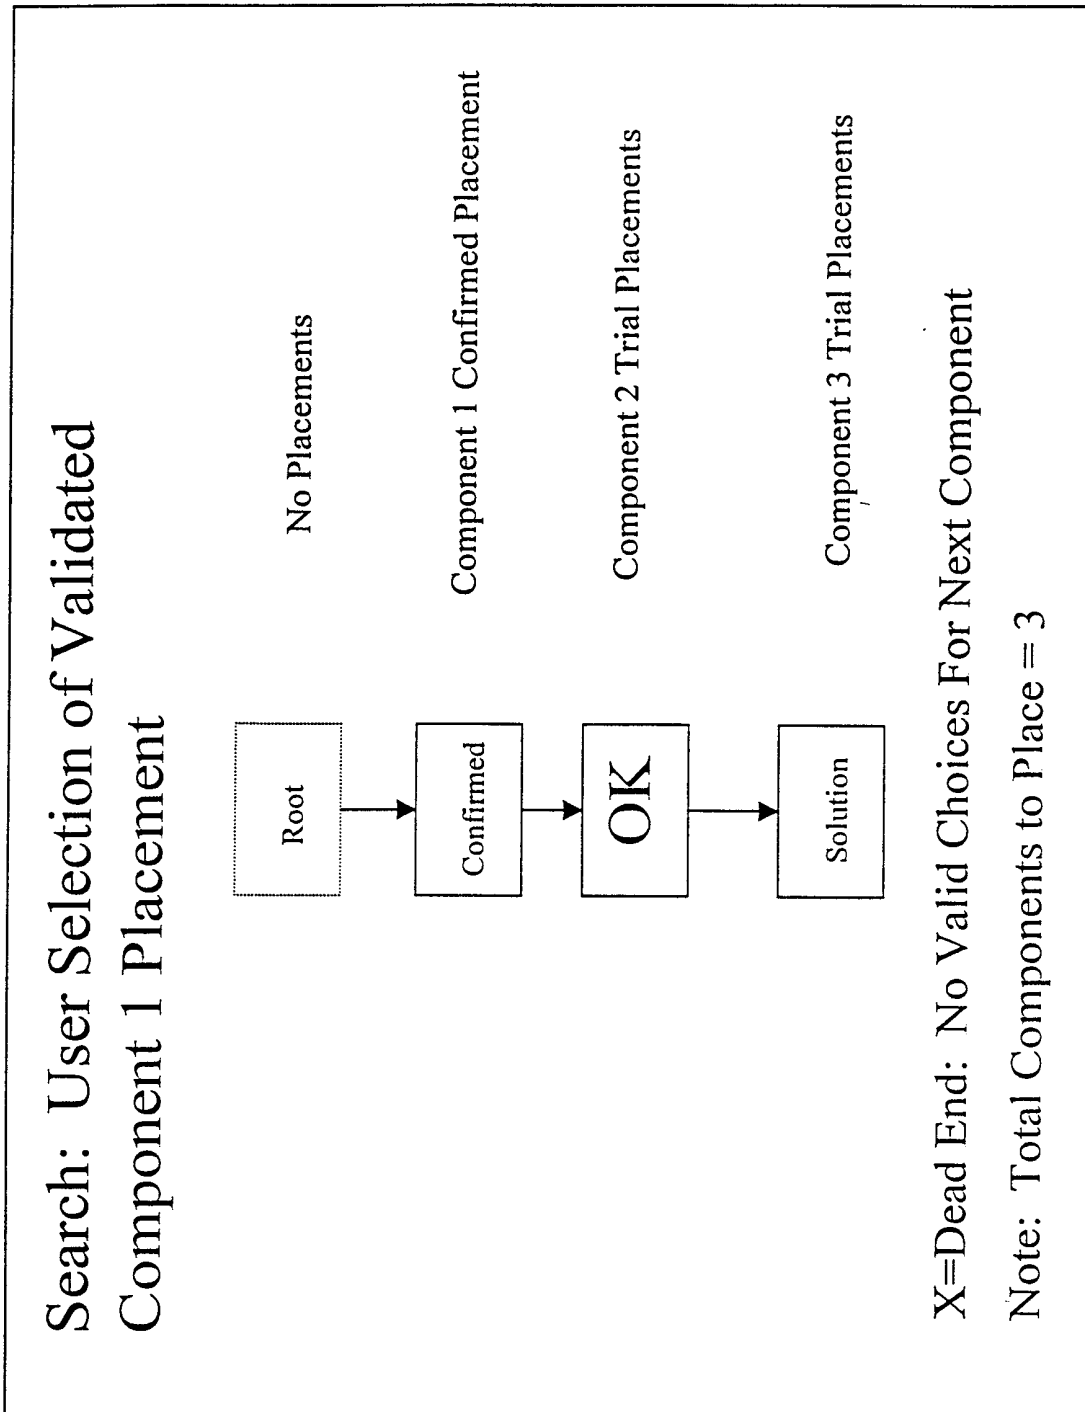 Search: User Selection of Validated
Component 1 Placement
Root
No Placements
Confirmed
Component 1 Confirmed Placement
OK
Component 2 Trial Placements
Solution
Component 3 Trial Placements
X=Dead End: No Valid Choices For Next Component
Note: Total Components to Place = 3